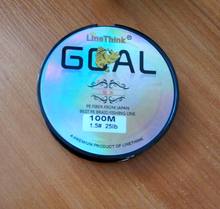 LineThink
GOAL
PE FIBER FROM JAPAN
BEST PE BRAID FISHING LINE
100M
1.5# 25lb
A PREMIUM PRODUCT OF LINETHINK